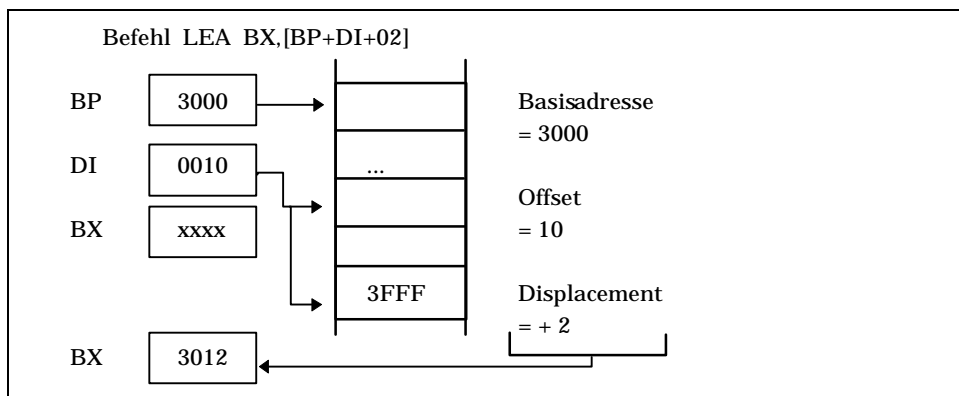 Befehl LEA BX,[BP+DI+02]
BP 3000 Basisadresse
= 3000
DI 0010 ...
Offset
BX xxxx = 10
3FFF Displacement
= + 2
BX 3012